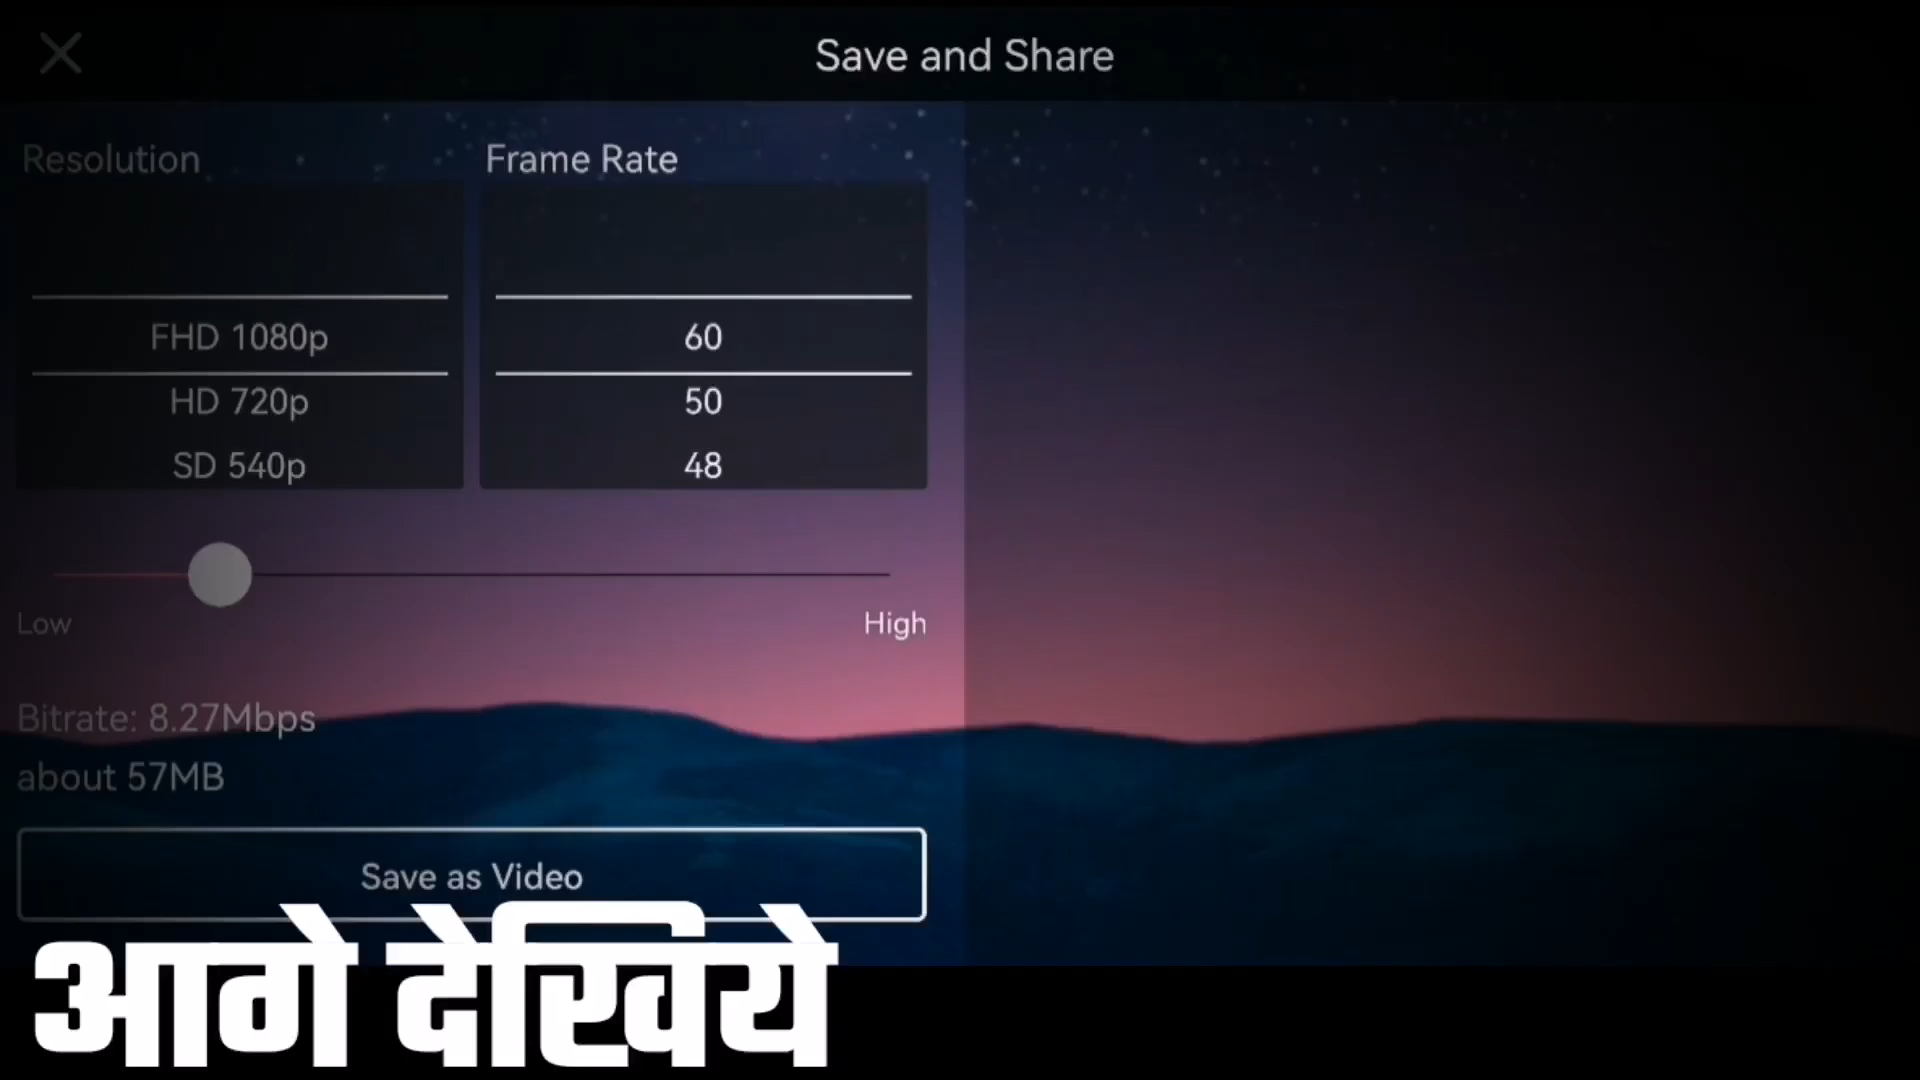 Save and Share
Resolution
Frame Rate
FHD 1080p
HD 720p
SD 540p
60
50
48
Low
High
Bitrate: 8.27Mbps
about 57MB
Save as Video
आगे देखिये